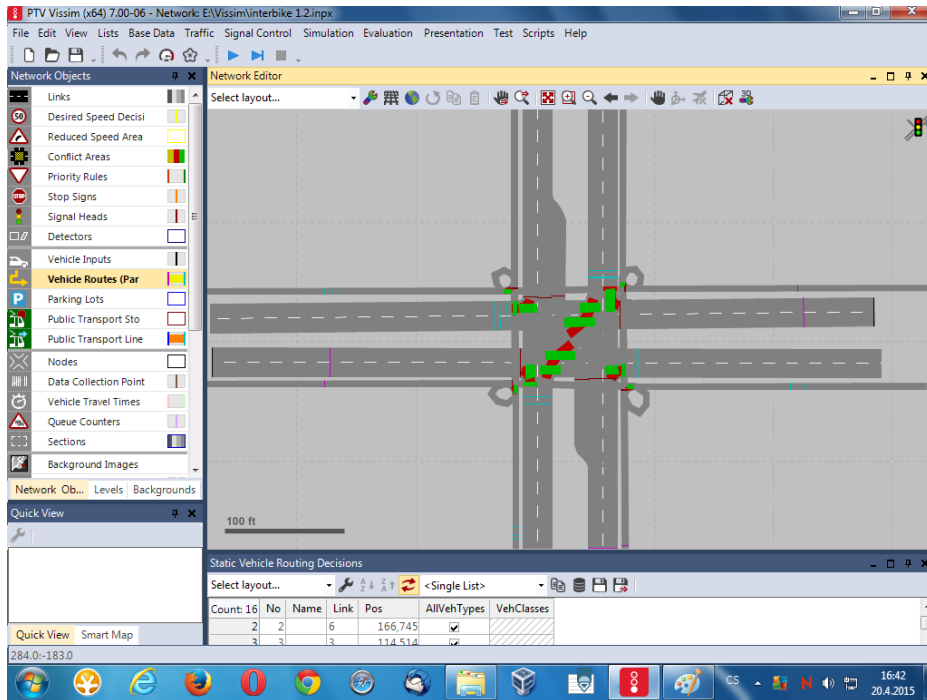 PTV Vissim (x64) 7.00-06 - Network: E:\Vissim\interbike 1.2.inpx
File Edit View Lists Base Data Traffic Signal Control Simulation Evaluation Presentation Test Scripts Help
Network Objects
Network Editor
Links
Select layout...
3D
50
Desired Speed Decisi
Reduced Speed Area
Conflict Areas
Priority Rules
STOP
Stop Signs
Signal Heads
Detectors
Vehicle Inputs
Vehicle Routes (Par
P
Parking Lots
Public Transport Sto
Public Transport Line
Nodes
Data Collection Point
Vehicle Travel Times
Queue Counters
Sections
Background Images
Network Ob... Levels Backgrounds
Quick View
100 ft
Static Vehicle Routing Decisions
Select layout... <Single List>
Count: 16 No Name Link Pos AllVehTypes VehClasses
2 2 6 166,745
3 3 3 114,514
Quick View Smart Map
284.0:-183.0
CS
16:42
20.4.2015